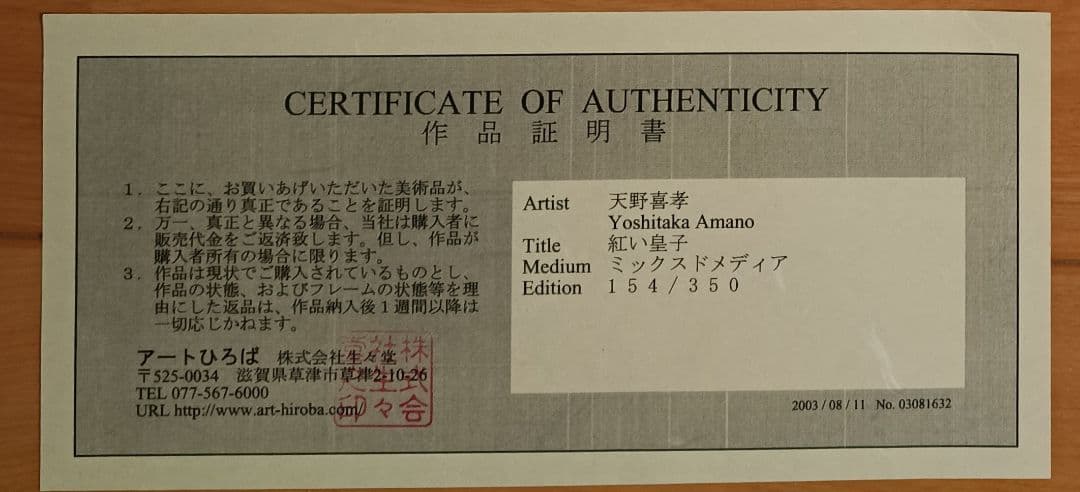 CERTIFICATE OF AUTHENTICITY
作品証明書
1. ここに、お買いあげいただいた美術品が、
右記の通り真正であることを証明します。
2. 万一、真正と異なる場合、当社は購入者に
販売代金をご返済致します。但し、作品が
購入者所有の場合に限ります。
3. 作品は現状でご購入されているものとし、
作品の状態、およびフレームの状態等を理
由にした返品は、作品納入後1週間以降は
一切応じかねます。
アートひろば 株式会社生々堂
〒525-0034 滋賀県草津市草津2-10-26
TEL 077-567-6000
URL http://www.art-hiroba.com/
Artist 天野喜孝
Yoshitaka Amano
Title 紅い皇子
Medium ミックスドメディア
Edition 154/350
2003/08/11 No. 03081632